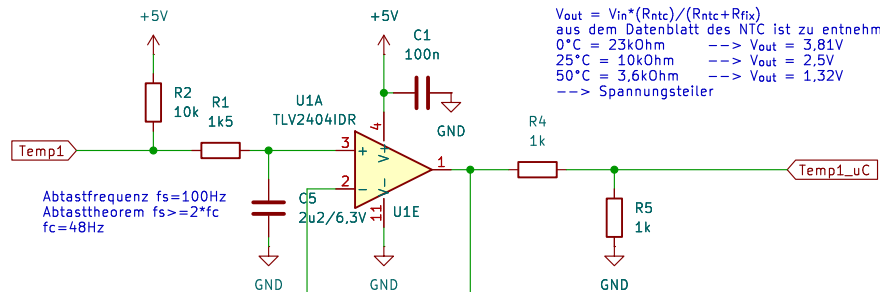 +5V
R2
10k
R1
1k5
Temp1
Abtastfrequenz fs=100Hz
Abtasttheorem fs>=2*fc
fc=48Hz
C5
2u2/6,3V
GND
+5V
C1
100n
GND
U1A
TLV2404IDR
3
+
2
-
4
V+
V-
11
1
U1E
GND
R4
1k
R5
1k
GND
Temp1_uC
Vout = Vin*(Rntc)/(Rntc+Rfix)
aus dem Datenblatt des NTC ist zu entnehm
0°C = 23kOhm --> Vout = 3,81V
25°C = 10kOhm --> Vout = 2,5V
50°C = 3,6kOhm --> Vout = 1,32V
--> Spannungsteiler